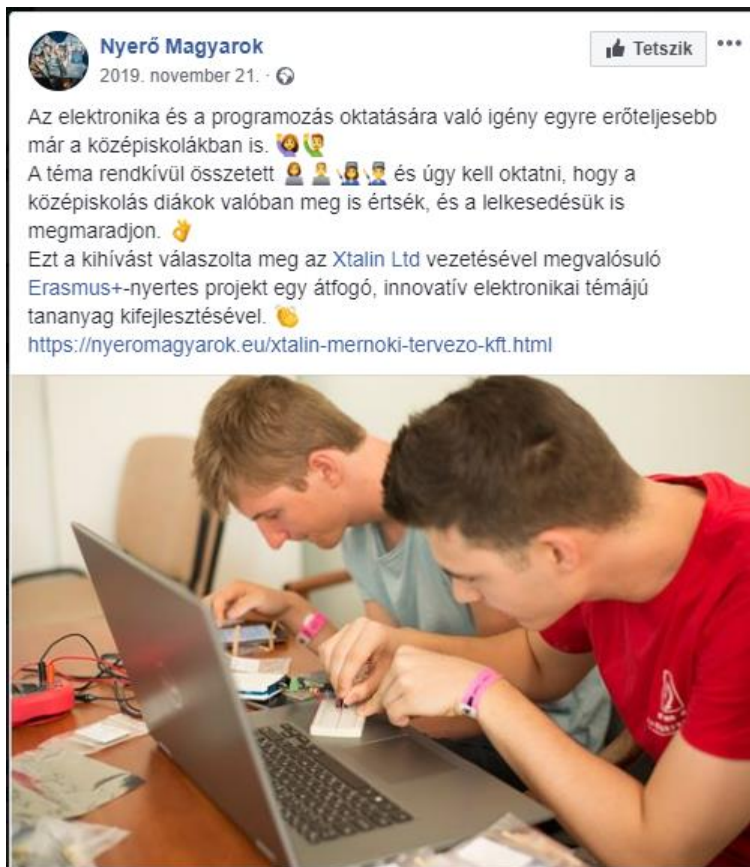 Nyerő Magyarok
Tetszik
2019. november 21.
Az elektronika és a programozás oktatására való igény egyre erőteljesebb
már a középiskolákban is. 🙋‍♀️🙋‍♂️
A téma rendkívül összetett 👩‍🎓👨‍🎓 és úgy kell oktatni, hogy a
középiskolás diákok valóban meg is értsék, és a lelkesedésük is
megmaradjon. 👌
Ezt a kihívást válaszolta meg az Xtalin Ltd vezetésével megvalósuló
Erasmus+-nyertes projekt egy átfogó, innovatív elektronikai témájú
tananyag kifejlesztésével. 👏
https://nyeromagyarok.eu/xtalin-mernoki-tervezo-kft.html